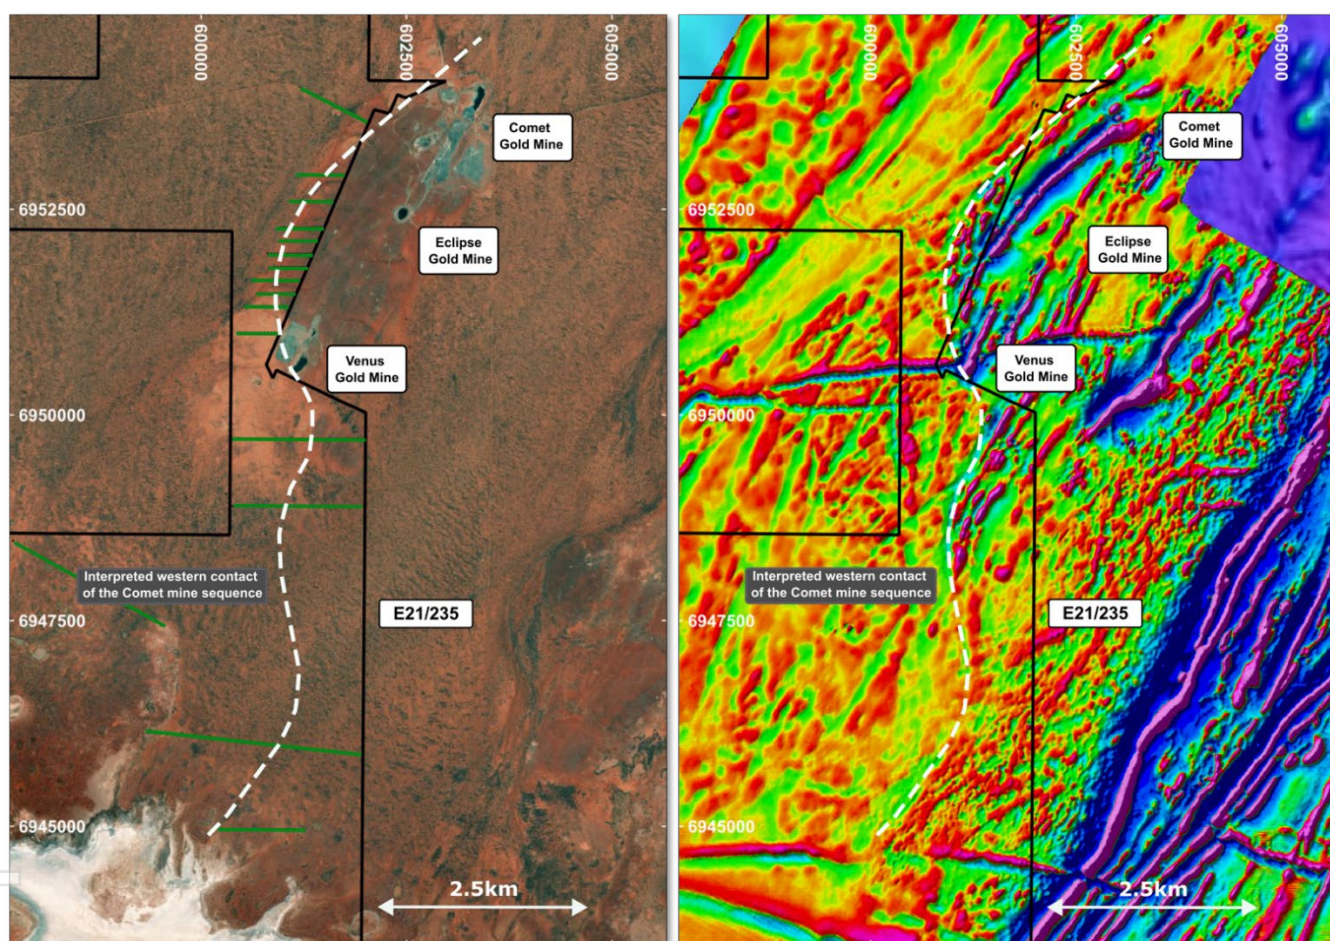 600000
602500
605000
Comet
Gold Mine
6952500
Eclipse
Gold Mine
Venus
Gold Mine
6950000
Interpreted western contact
of the Comet mine sequence
6947500
E21/235
6945000
2.5km
600000
602500
605000
Comet
Gold Mine
6952500
Eclipse
Gold Mine
Venus
Gold Mine
6950000
Interpreted western contact
of the Comet mine sequence
6947500
E21/235
6945000
2.5km